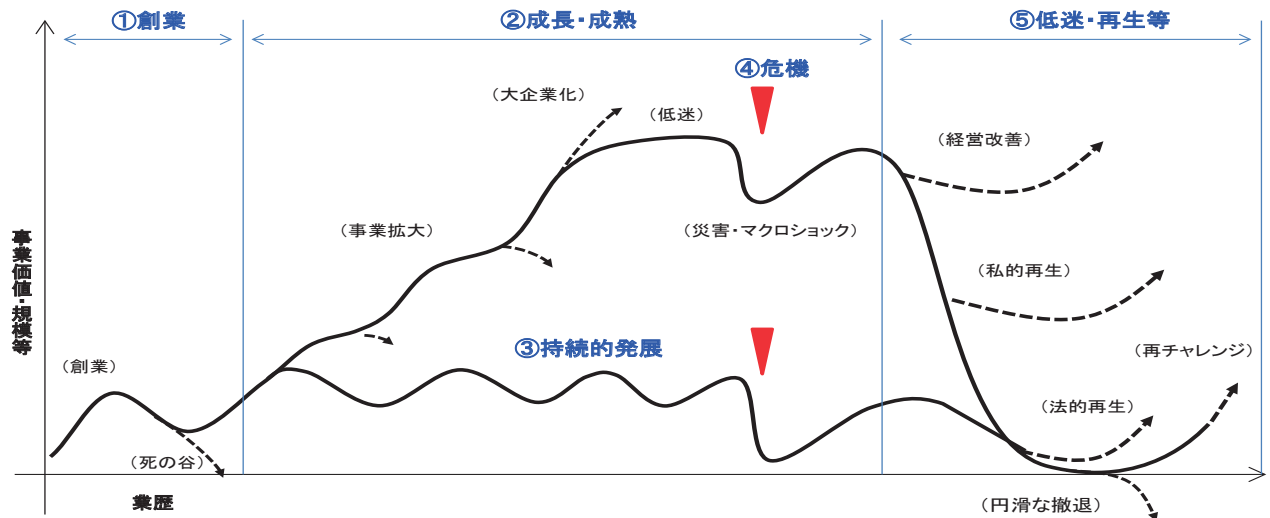 ①創業
②成長・成熟
⑤低迷・再生等
④危機
（大企業化）
（低迷）
（経営改善）
（事業拡大）
（災害・マクロショック）
事業価値・規模等
（私的再生）
③持続的発展
（再チャレンジ）
（創業）
（法的再生）
（死の谷）
業歴
（円滑な撤退）